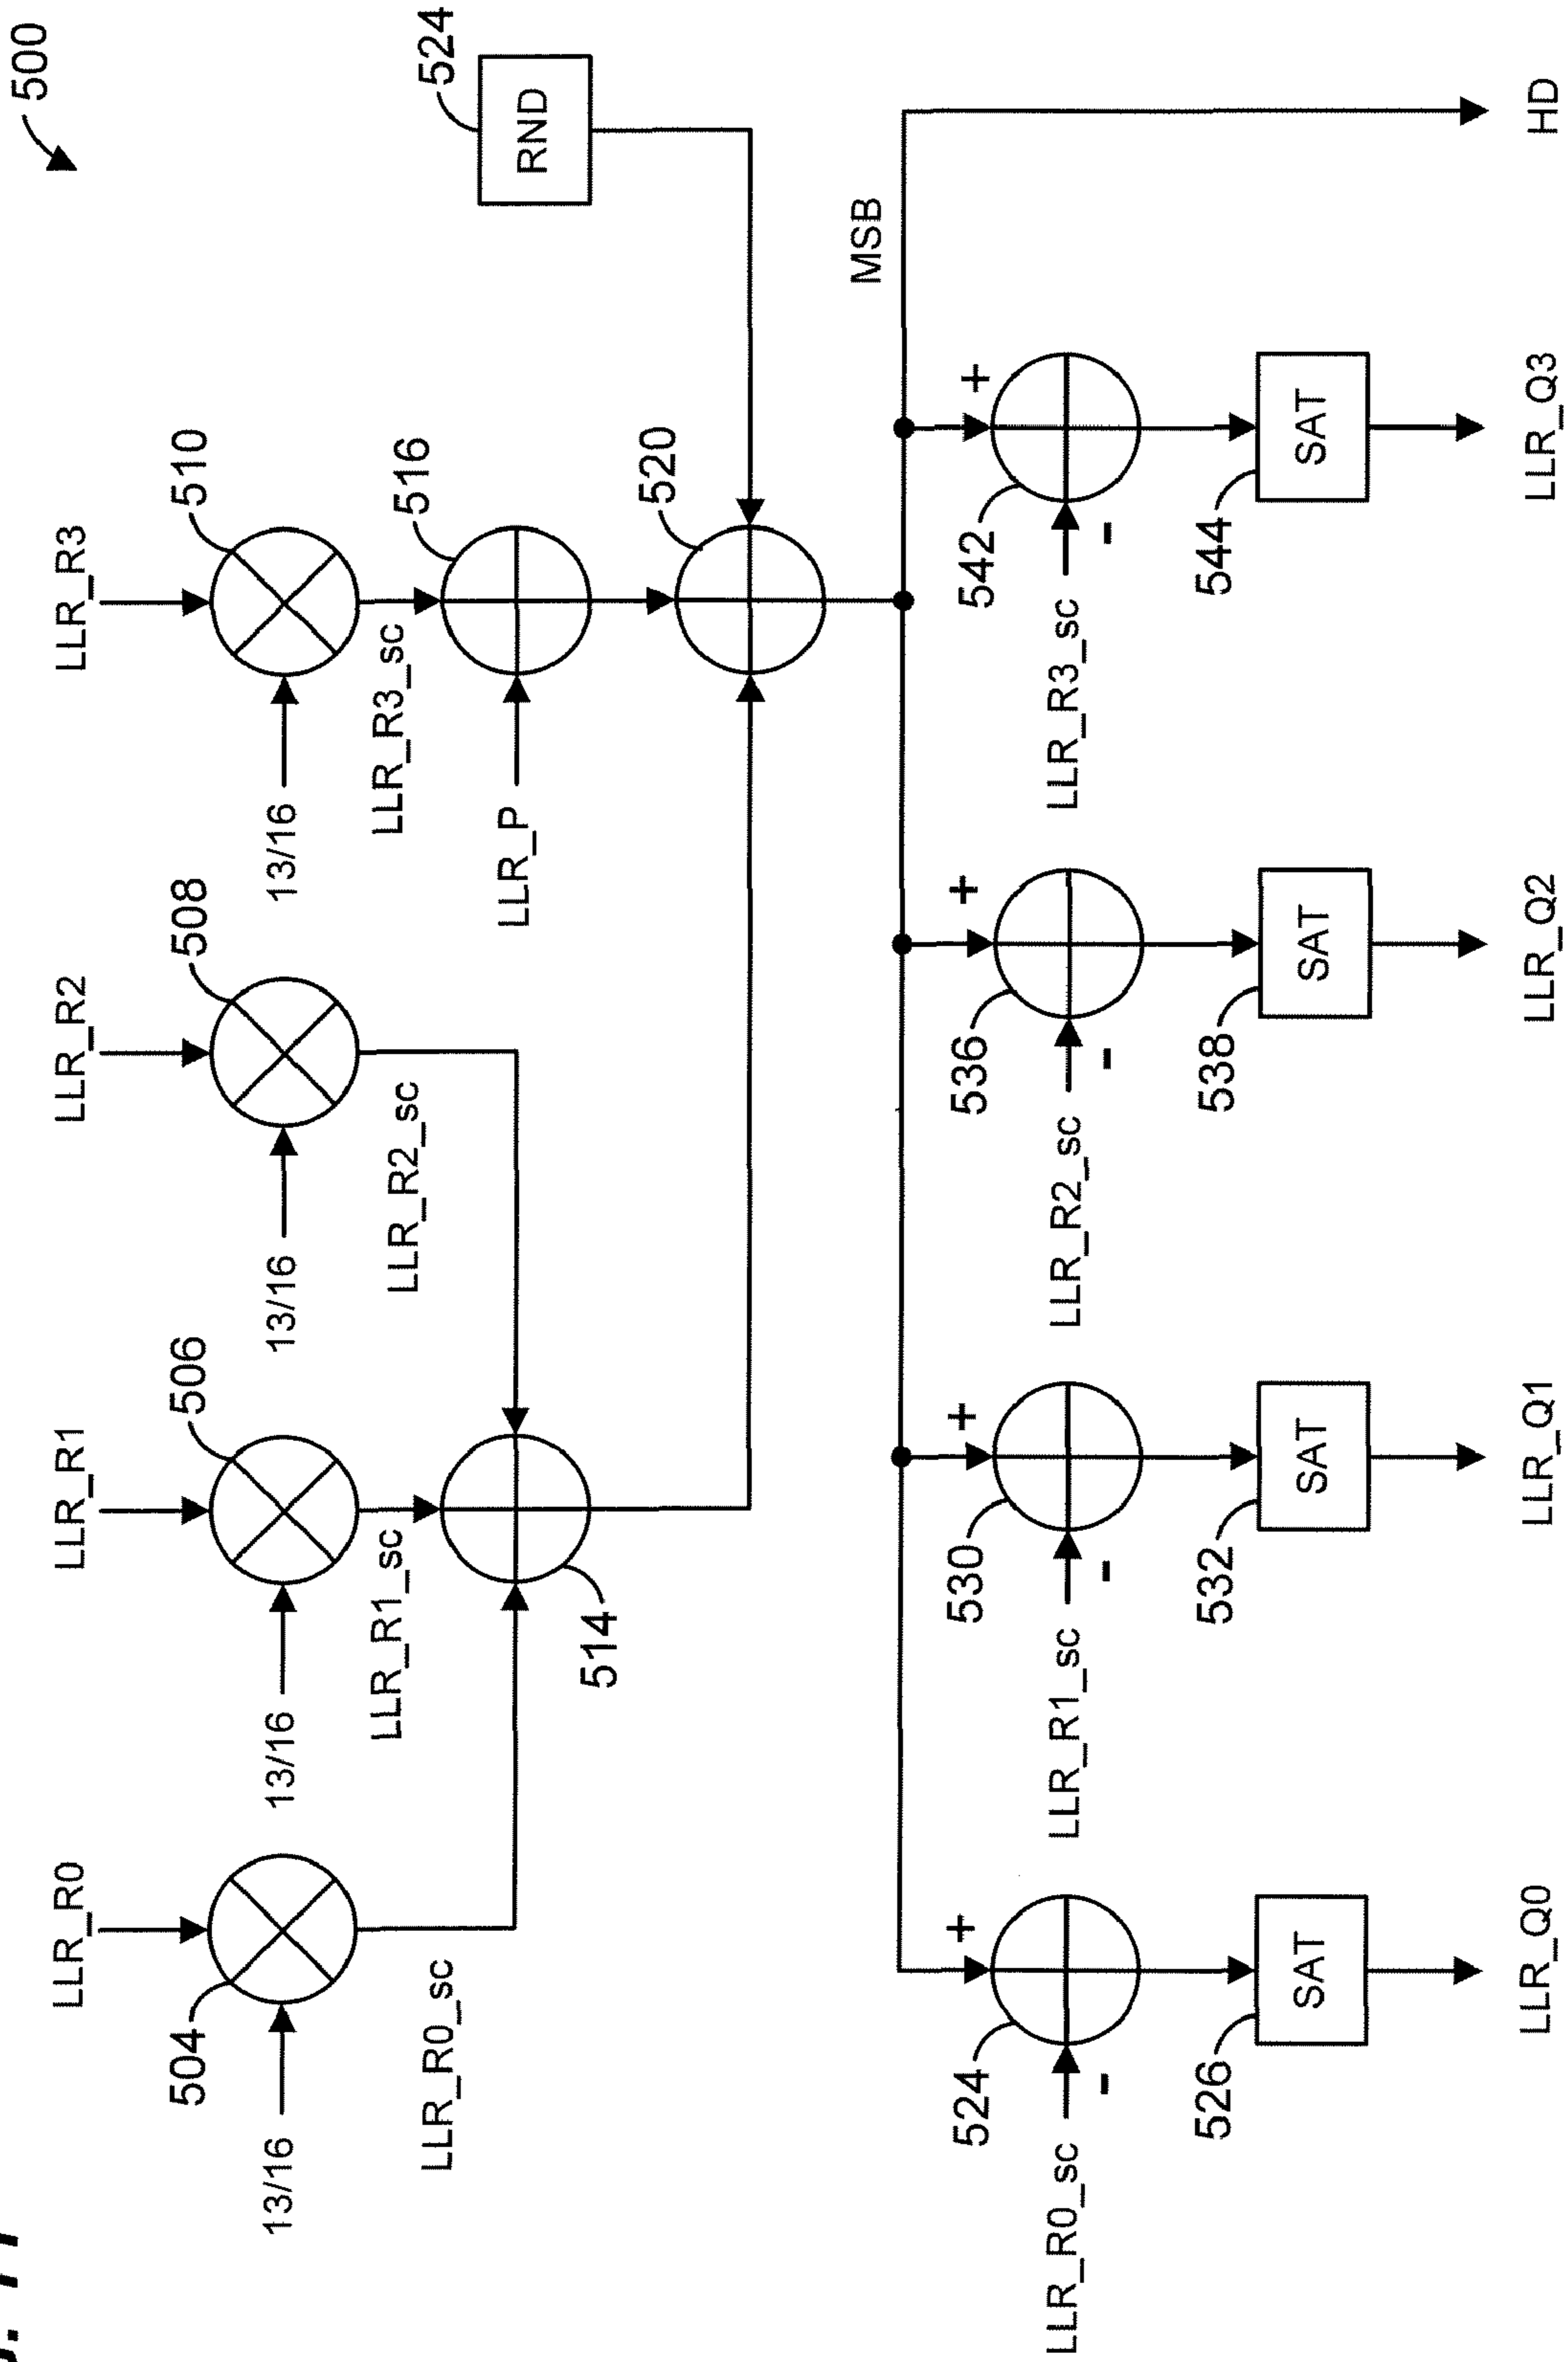 500
LLR_R0
LLR_R1
LLR_R2
LLR_R3
504
506
508
510
13/16
13/16
13/16
13/16
LLR_R0_sc
LLR_R1_sc
LLR_R2_sc
LLR_R3_sc
516
524
LLR_P
RND
514
520
MSB
+
+
+
+
524
530
536
542
LLR_R0_sc
-
LLR_R1_sc
-
LLR_R2_sc
-
LLR_R3_sc
-
526
532
538
544
SAT
SAT
SAT
SAT
LLR_Q0
LLR_Q1
LLR_Q2
LLR_Q3
HD